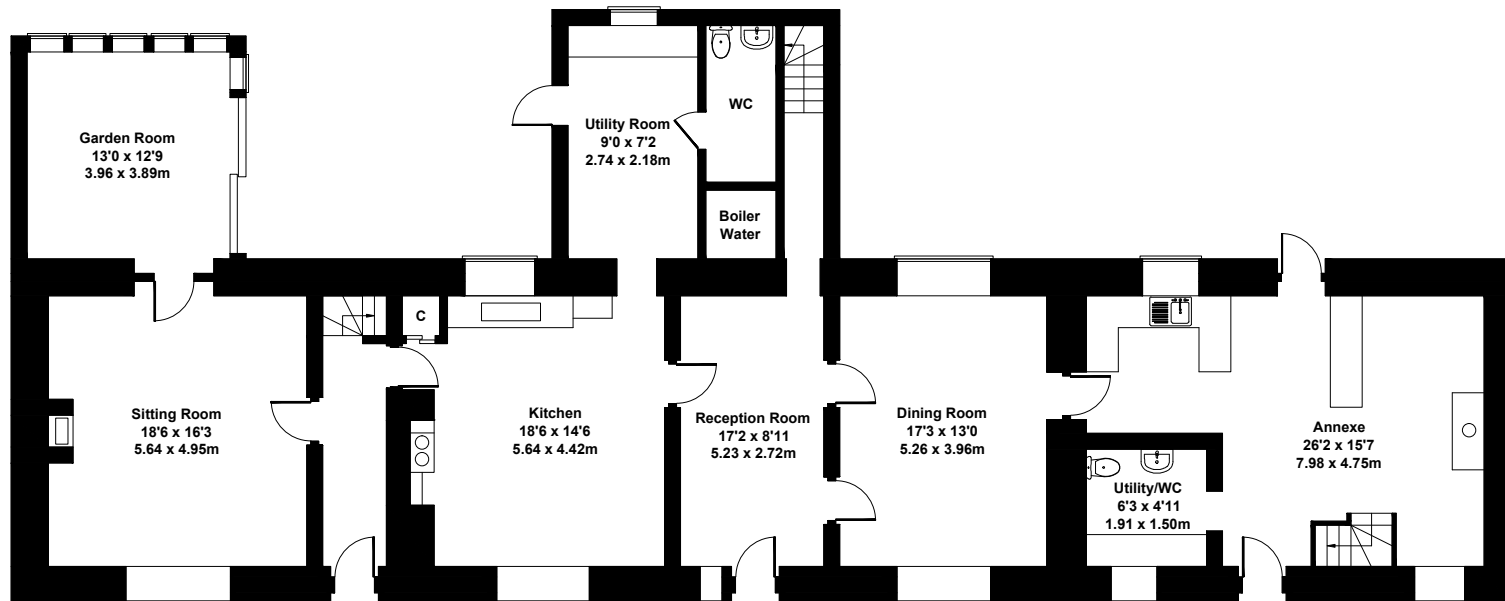 Garden Room
13'0 x 12'9
3.96 x 3.89m
Utility Room
9'0 x 7'2
2.74 x 2.18m
WC
Boiler
Water
C
Sitting Room
18'6 x 16'3
5.64 x 4.95m
Kitchen
18'6 x 14'6
5.64 x 4.42m
Reception Room
17'2 x 8'11
5.23 x 2.72m
Dining Room
17'3 x 13'0
5.26 x 3.96m
Annexe
26'2 x 15'7
7.98 x 4.75m
Utility/WC
6'3 x 4'11
1.91 x 1.50m